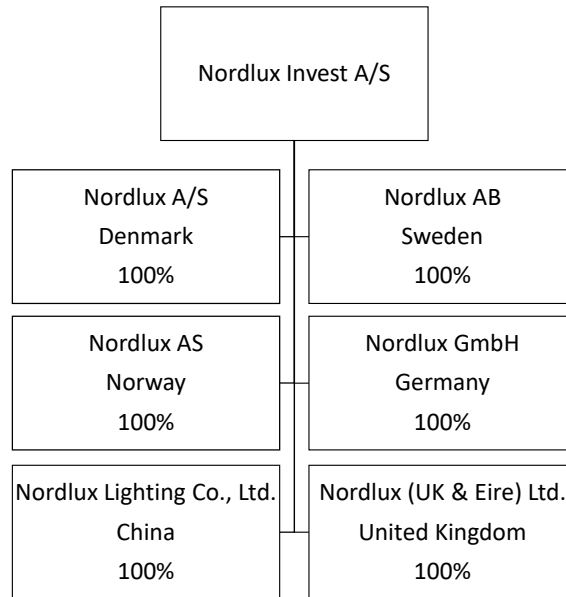 Nordlux Invest A/S
Nordlux A/S
Denmark
100%
Nordlux AB
Sweden
100%
Nordlux AS
Norway
100%
Nordlux GmbH
Germany
100%
Nordlux Lighting Co., Ltd.
China
100%
Nordlux (UK & Eire) Ltd.
United Kingdom
100%